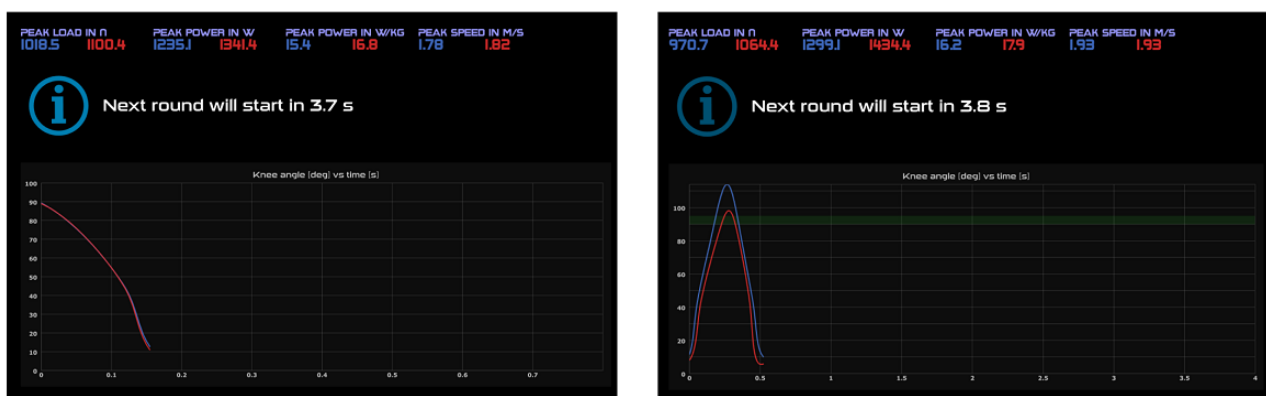 PEAK LOAD IN N PEAK POWER IN W PEAK POWER IN W/KG PEAK SPEED IN M/S
1018.5 1100.4 1235.1 1341.4 15.4 16.8 1.78 1.82
Next round will start in 3.7 s
Knee angle [deg] vs time [s]
100
90
80
70
60
50
40
30
20
10
0
0 0.1 0.2 0.3 0.4 0.5 0.6 0.7
PEAK LOAD IN N PEAK POWER IN W PEAK POWER IN W/KG PEAK SPEED IN M/S
970.7 1064.4 1299.1 1434.4 16.2 17.9 1.93 1.93
Next round will start in 3.8 s
Knee angle [deg] vs time [s]
100
80
60
40
20
0
0 0.5 1 1.5 2 2.5 3 3.5 4